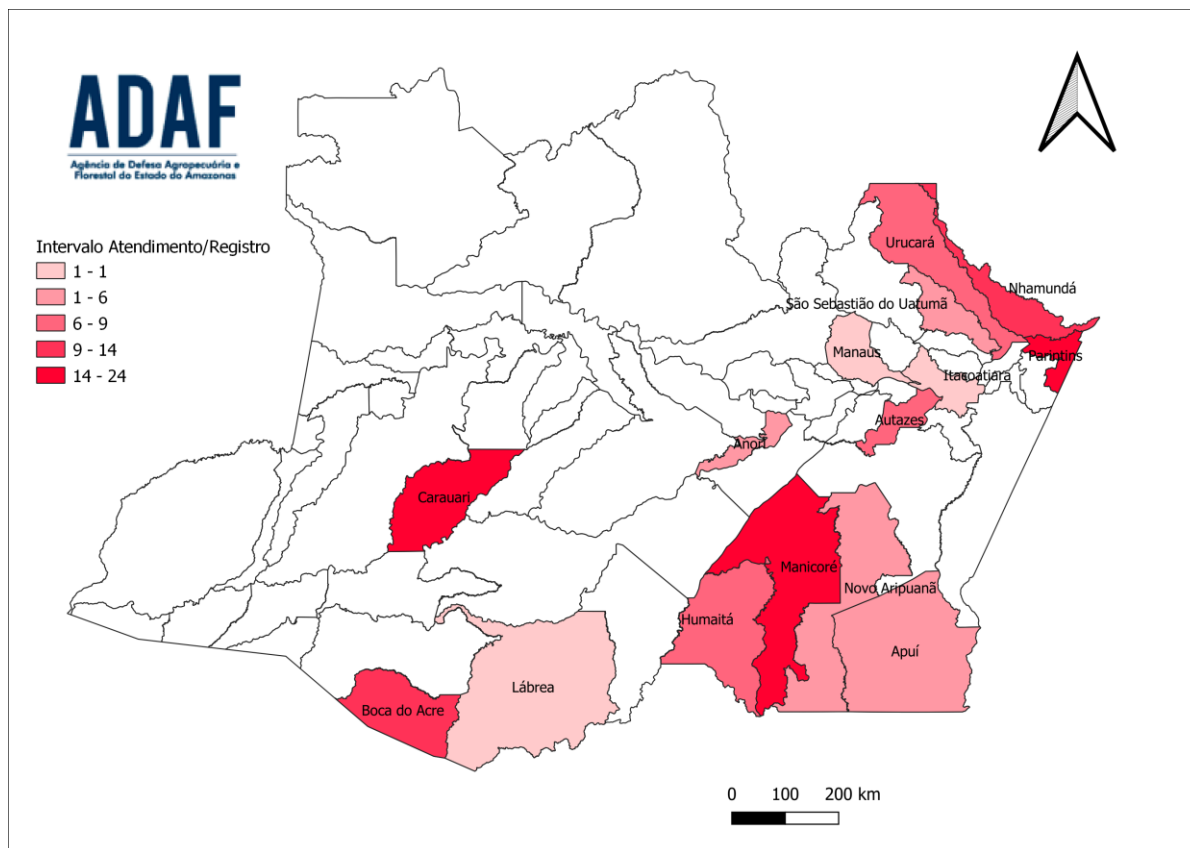 ADAF
Agência de Defesa Agropecuária e
Florestal do Estado do Amazonas
Intervalo Atendimento/Registro
1 - 1
1 - 6
6 - 9
9 - 14
14 - 24
Urucará
Nhamundá
São Sebastião do Uatumã
Manaus
Parintins
Itacoatiara
Autazes
Anori
Carauari
Manicoré
Novo Aripuanã
Humaitá
Apuí
Lábrea
Boca do Acre
0 100 200 km